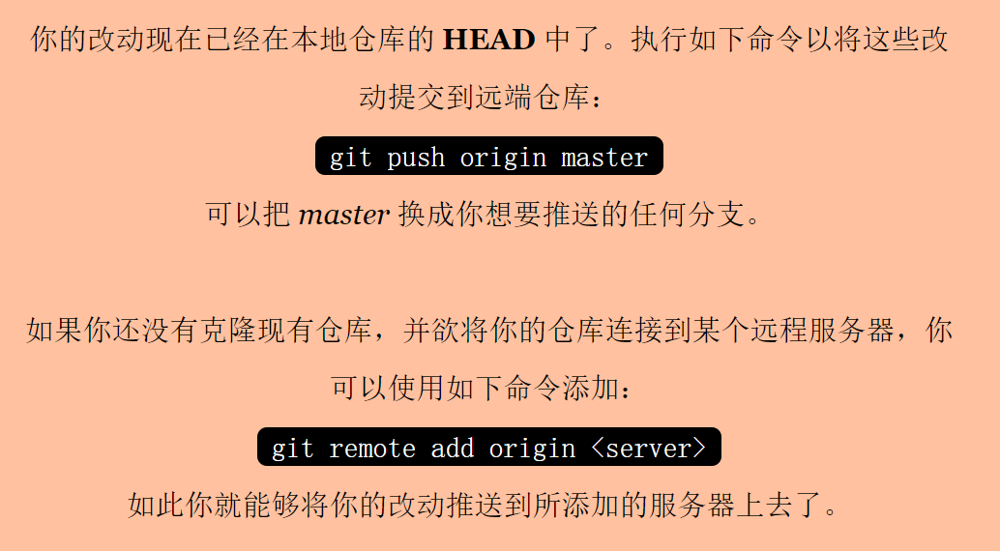 你的改动现在已经在本地仓库的 HEAD 中了。执行如下命令以将这些改
动提交到远端仓库：
git push origin master
可以把 master 换成你想要推送的任何分支。
如果你还没有克隆现有仓库，并欲将你的仓库连接到某个远程服务器，你
可以使用如下命令添加：
git remote add origin <server>
如此你就能够将你的改动推送到所添加的服务器上去了。